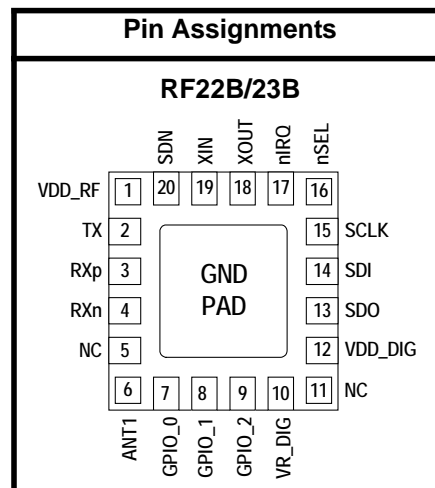 Pin Assignments
RF22B/23B
SDN XIN XOUT nIRQ nSEL
20 19 18 17 16
VDD_RF 1
TX 2
RXp 3
RXn 4
NC 5
6
GND
PAD
15 SCLK
14 SDI
13 SDO
12 VDD_DIG
11 NC
7 8 9 10
ANT1 GPIO_0 GPIO_1 GPIO_2 VR_DIG